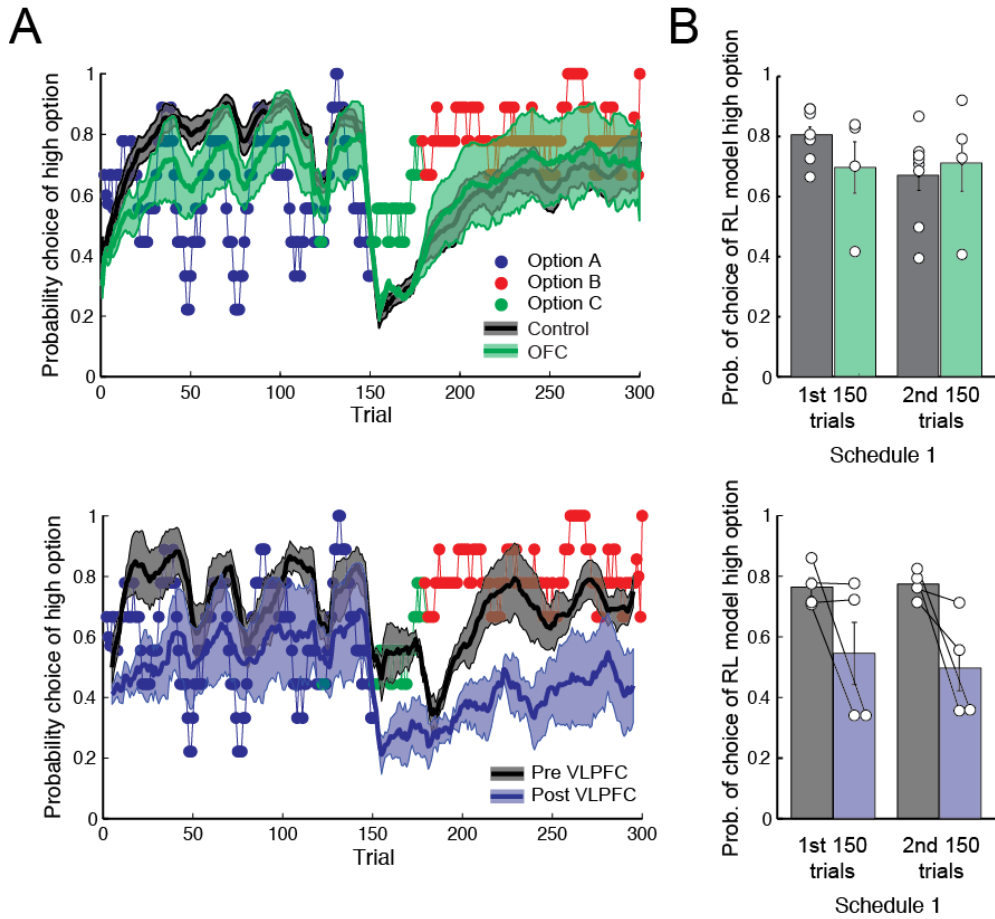 A
Probability choice of high option
1
0.8
0.6
0.4
0.2
0
0
50
100
150
200
250
300
Trial
Option A
Option B
Option C
Control
OFC
B
Prob. of choice of RL model high option
1
0.8
0.6
0.4
0.2
0
1st 150
trials
2nd 150
trials
Schedule 1
Probability choice of high option
1
0.8
0.6
0.4
0.2
0
0
50
100
150
200
250
300
Trial
Pre VLPFC
Post VLPFC
Prob. of choice of RL model high option
1
0.8
0.6
0.4
0.2
0
1st 150
trials
2nd 150
trials
Schedule 1